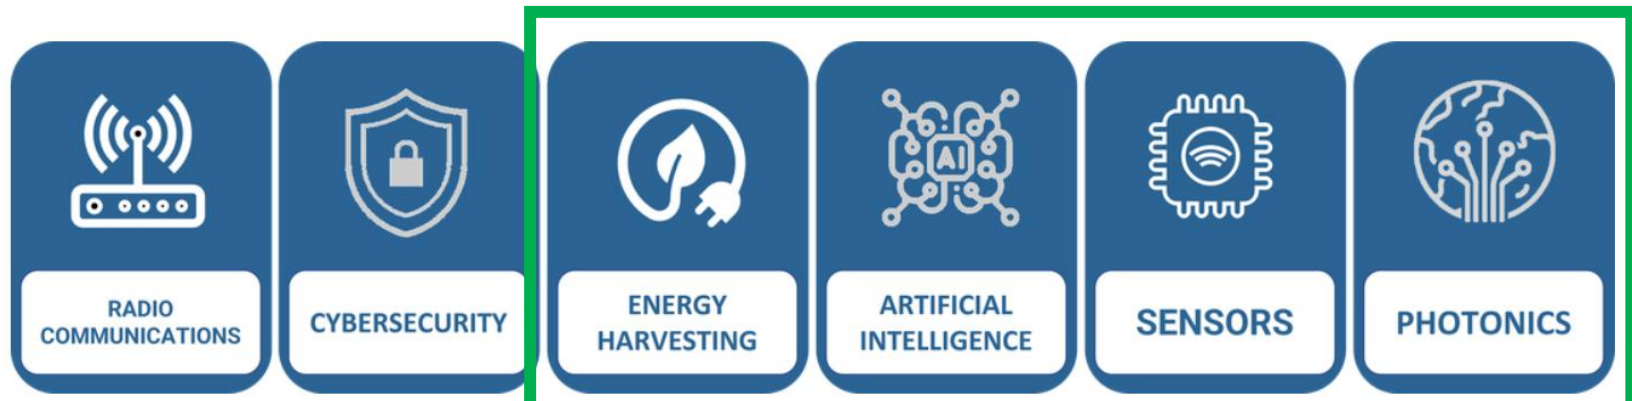 RADIO
COMMUNICATIONS
CYBERSECURITY
ENERGY
HARVESTING
AI
ARTIFICIAL
INTELLIGENCE
SENSORS
PHOTONICS